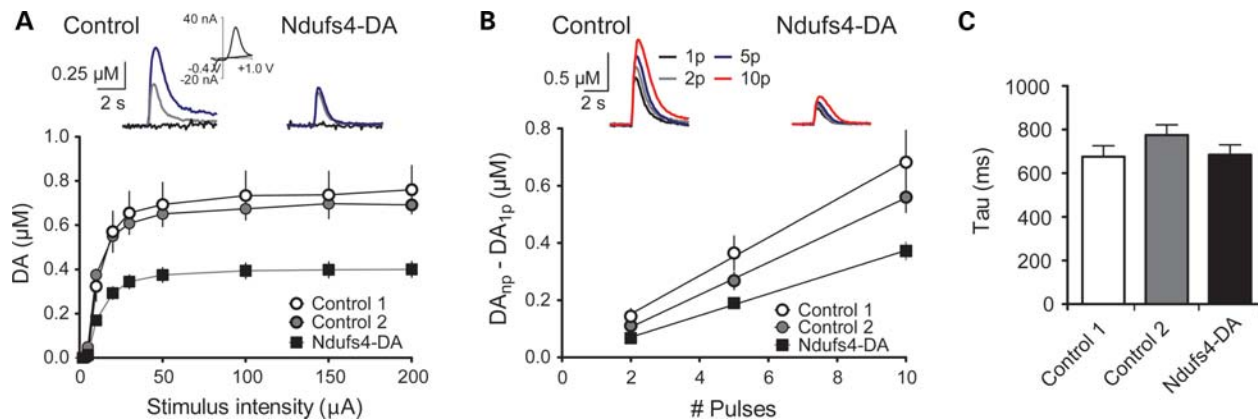 A
Control
Ndufs4-DA
40 nA
-0.4 V
+1.0 V
-20 nA
0.25 µM
2 s
DA (µM)
1.0
0.8
0.6
0.4
0.2
0.0
0
50
100
150
200
Control 1
Control 2
Ndufs4-DA
Stimulus intensity (µA)
B
Control
Ndufs4-DA
1p
5p
2p
10p
0.5 µM
2 s
DAnp - DA1p (µM)
0.8
0.6
0.4
0.2
0.0
0
2
4
6
8
10
Control 1
Control 2
Ndufs4-DA
# Pulses
C
Tau (ms)
1000
800
600
400
200
0
Control 1
Control 2
Ndufs4-DA